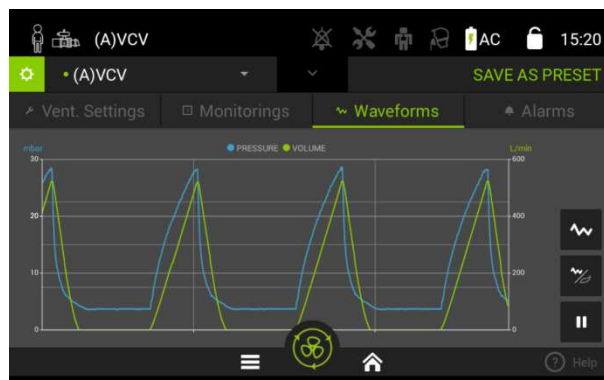 (A)VCV AC 15:20
• (A)VCV SAVE AS PRESET
Vent. Settings Monitorings Waveforms Alarms
mbar PRESSURE VOLUME L/min
30 600
20 400
10 200
0 0
? Help